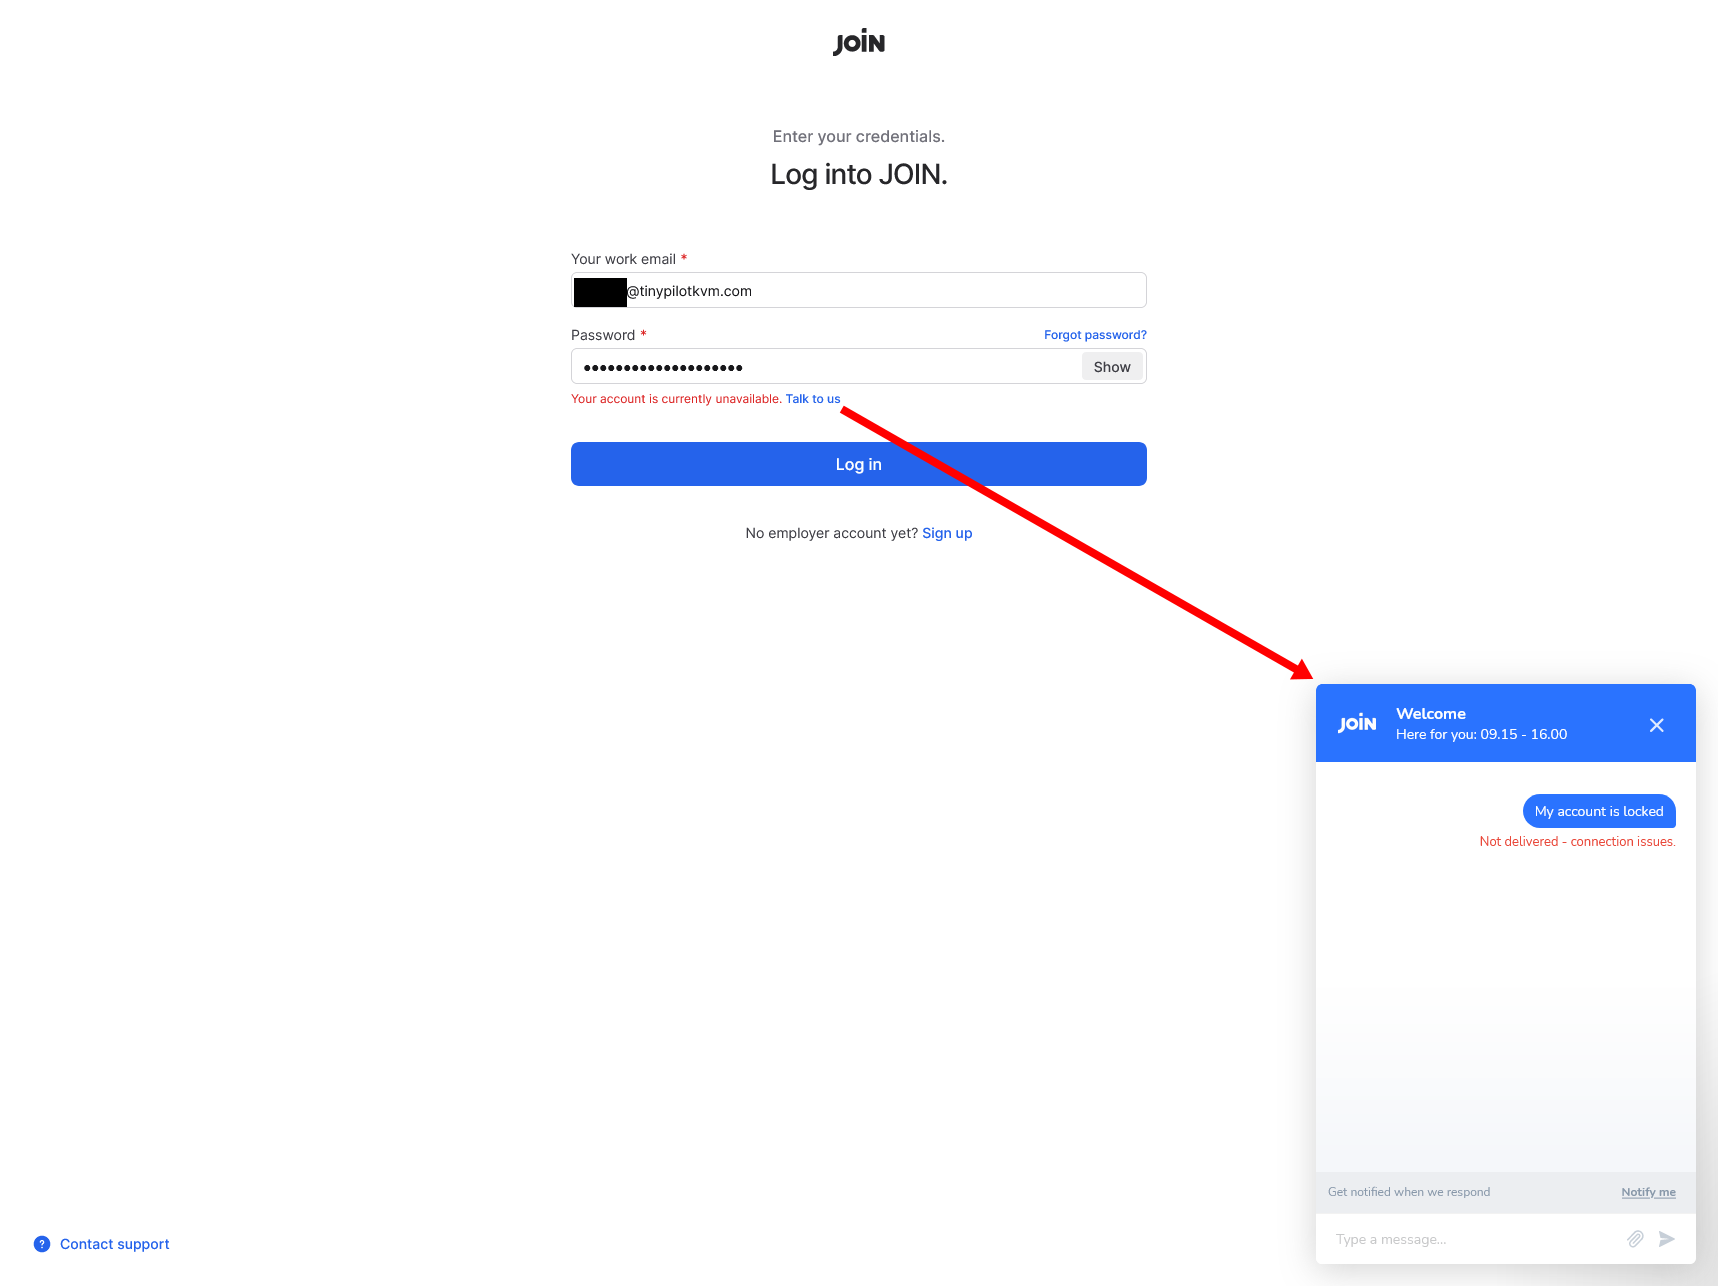 JOIN
Enter your credentials.
Log into JOIN.
Your work email *
@tinypilotkvm.com
Password *
Forgot password?
Show
Your account is currently unavailable. Talk to us
Log in
No employer account yet? Sign up
JOIN
Welcome
Here for you: 09.15 - 16.00
My account is locked
Not delivered - connection issues.
Get notified when we respond
Notify me
Type a message...
? Contact support